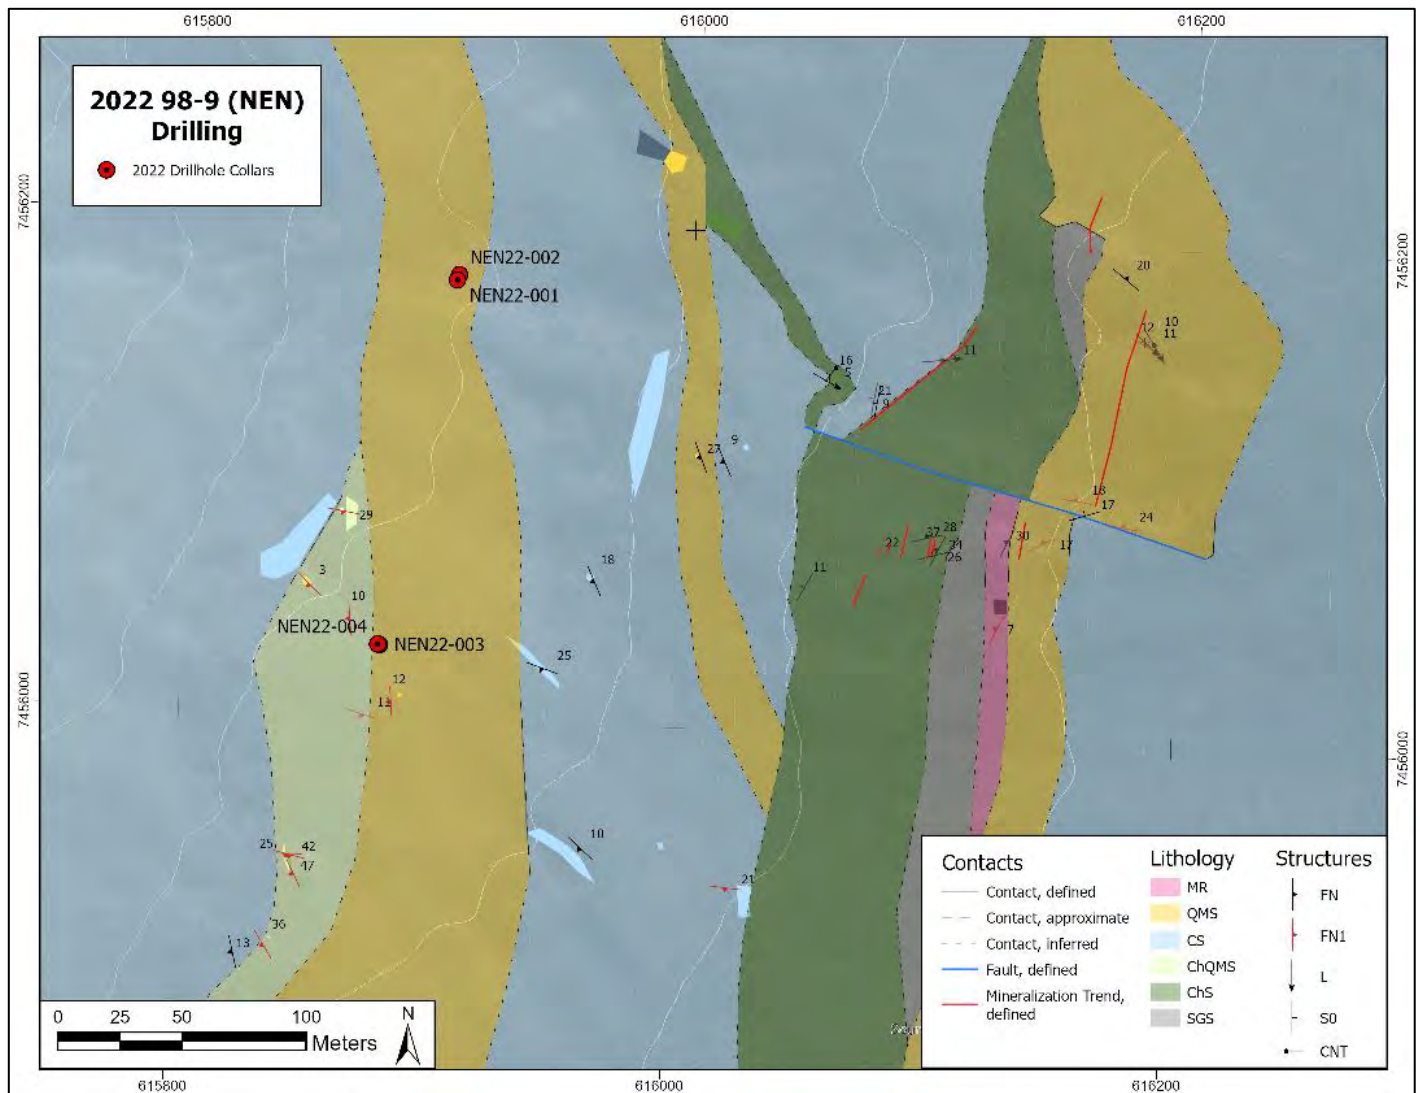 615800
616000
616200
2022 98-9 (NEN)
Drilling
2022 Drillhole Collars
7456200
7456200
NEN22-002
NEN22-001
20
10
12
11
16
5
11
21
9
9
27
18
17
24
29
28
37
22
34
26
30
17
3
18
11
10
NEN22-004
NEN22-003
7
25
12
11
7456000
7456000
10
25
42
47
21
36
13
Contacts
Contact, defined
Contact, approximate
Contact, inferred
Fault, defined
Mineralization Trend,
defined
Lithology
MR
QMS
CS
ChQMS
ChS
SGS
Structures
FN
FN1
L
S0
CNT
0
25
50
100
Meters
N
615800
616000
616200